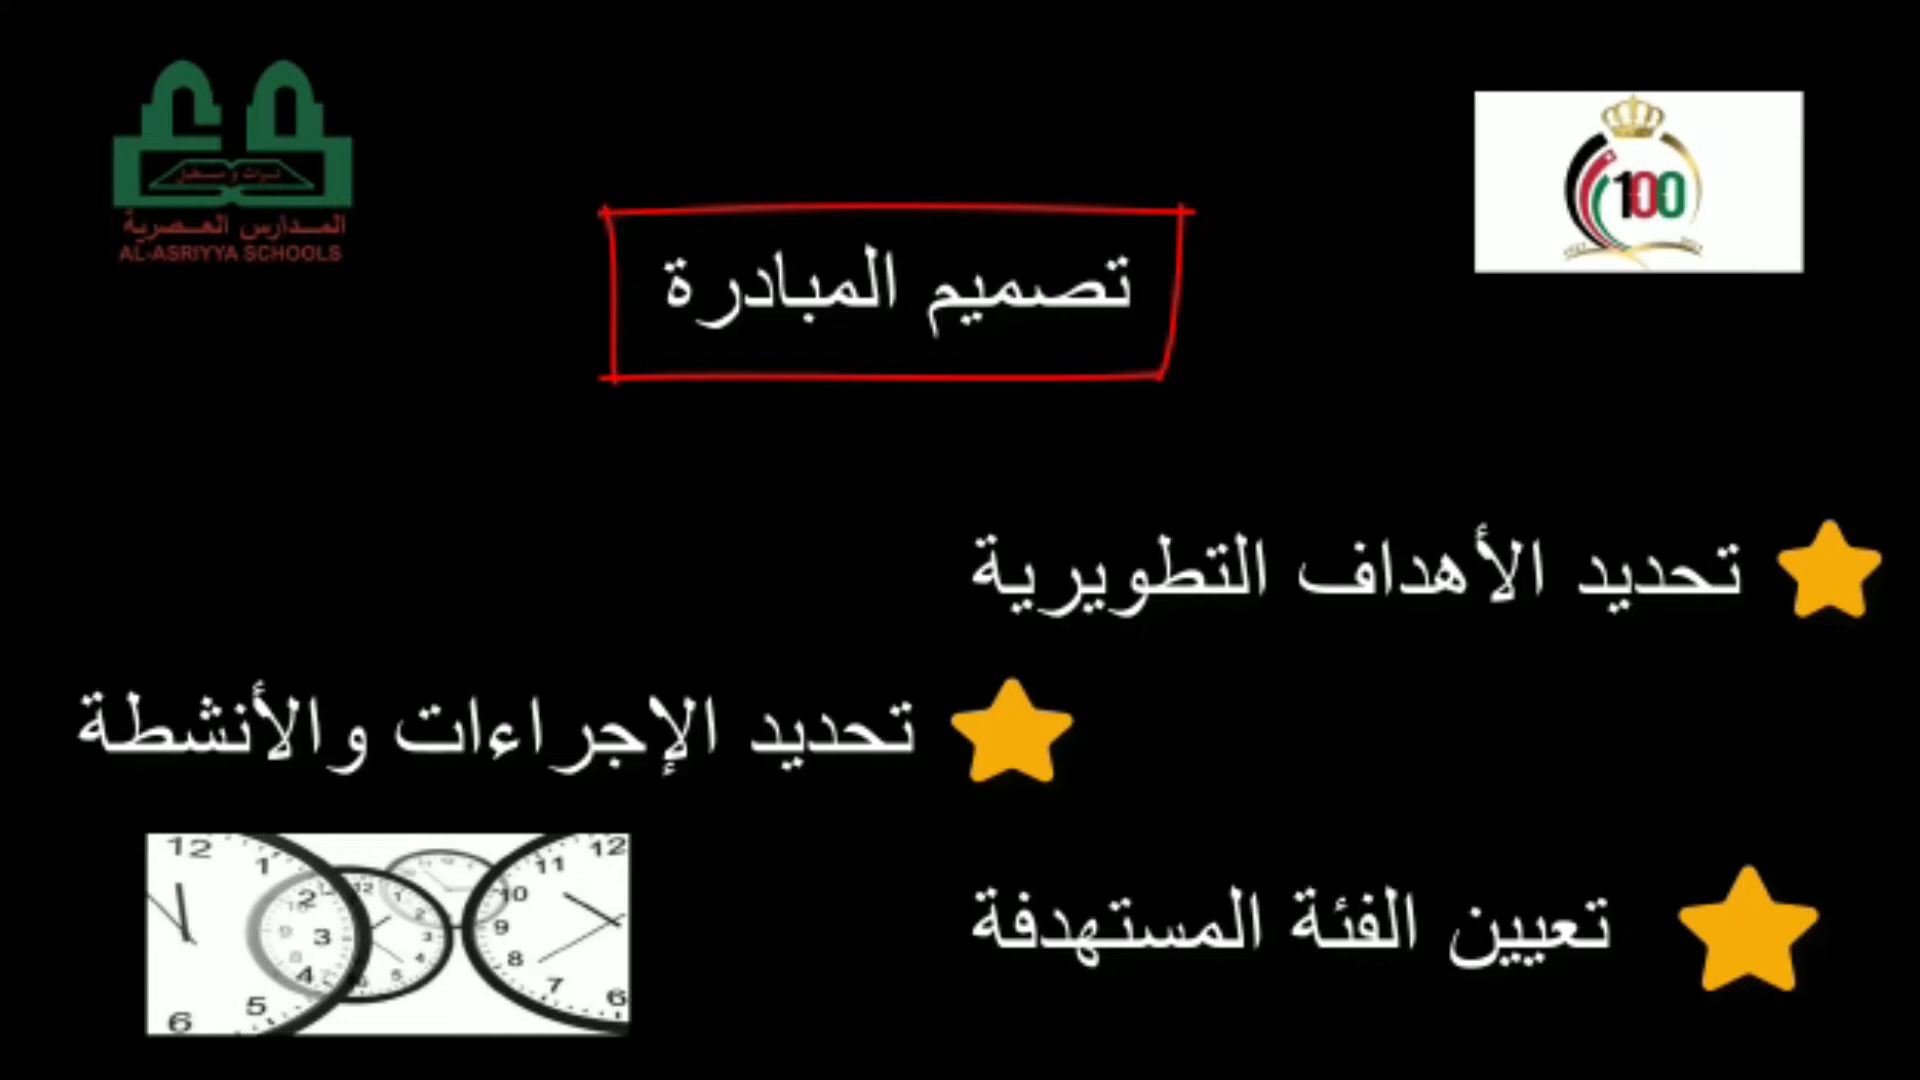 المدارس العصرية
AL-ASRIYYA SCHOOLS
100
تصميم المبادرة
تحديد الأهداف التطويرية
تحديد الإجراءات والأنشطة
تعيين الفئة المستهدفة